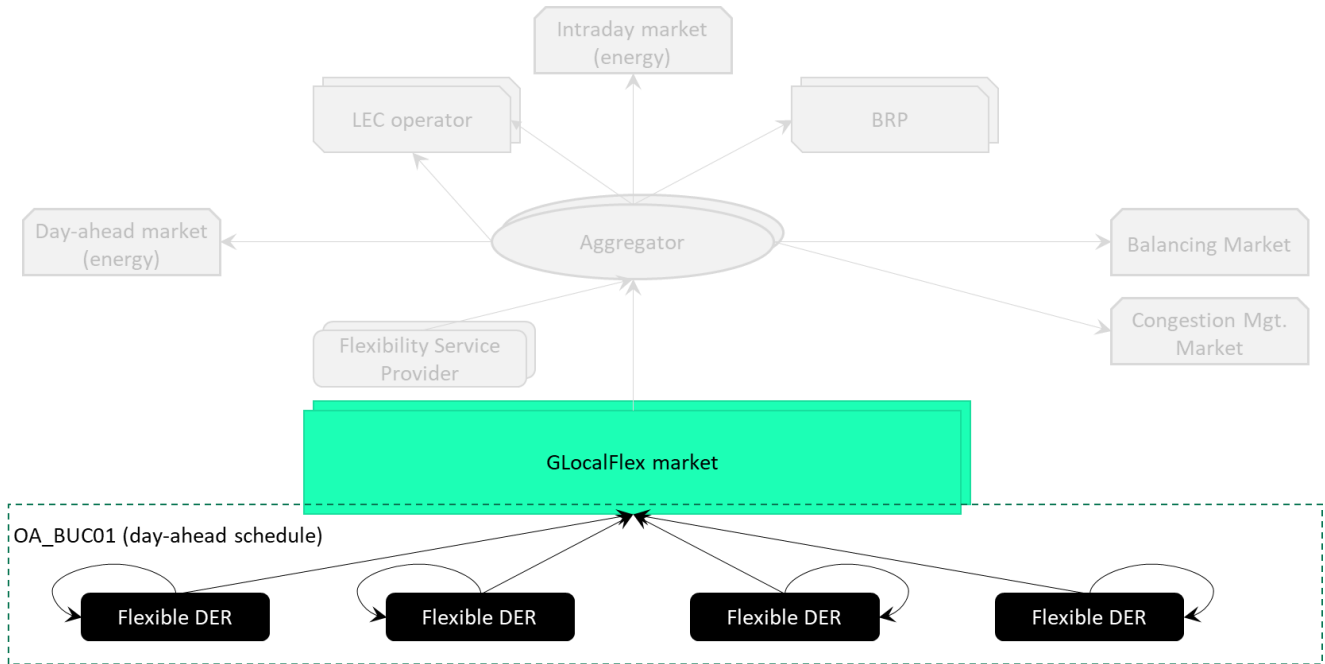 Intraday market
(energy)
LEC operator
BRP
Day-ahead market
(energy)
Aggregator
Balancing Market
Congestion Mgt.
Market
Flexibility Service
Provider
GLocalFlex market
OA_BUC01 (day-ahead schedule)
Flexible DER
Flexible DER
Flexible DER
Flexible DER